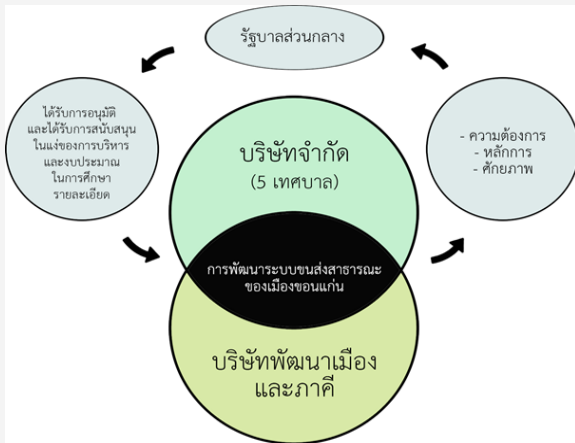 รัฐบาลส่วนกลาง
ได้รับการอนุมัติ
และได้รับการสนับสนุน
ในแง่ของการบริหาร
และงบประมาณ
ในการศึกษา
รายละเอียด
- ความต้องการ
- หลักการ
- ศักยภาพ
บริษัทจำกัด
(5 เทศบาล)
การพัฒนาระบบขนส่งสาธารณะ
ของเมืองขอนแก่น
บริษัทพัฒนาเมือง
และภาคี